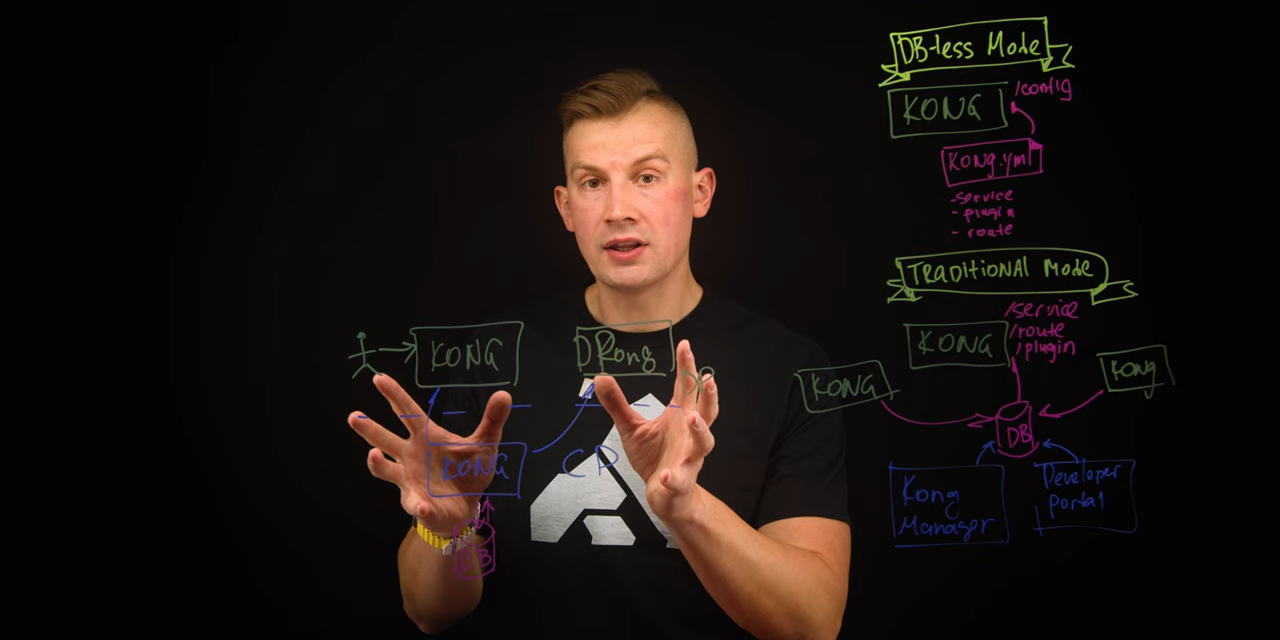 DB-less Mode
KONG
/config
KONG.yml
-service
- plugin
- route
TRADITIONAL MODE
/service
/route
/plugin
KONG
KONG
KONG
DB
Kong
Manager
Developer
Portal
KONG
KONG
CP
DB